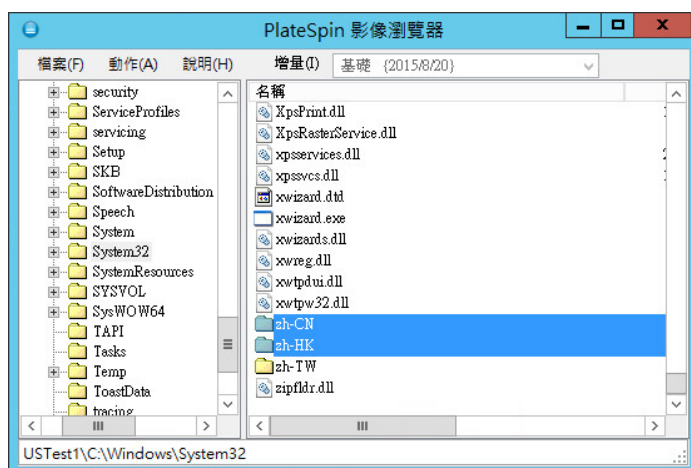 PlateSpin 影像瀏覽器
檔案(F) 動作(A) 說明(H) 增量(I) 基礎 {2015/8/20}
security
ServiceProfiles
servicing
Setup
SKB
SoftwareDistribution
Speech
System
System32
SystemResources
SYSVOL
SysWOW64
TAPI
Tasks
Temp
ToastData
tracing
名稱
XpsPrint.dll
XpsRasterService.dll
xpsservices.dll
xpssvcs.dll
xwizard.dtd
xwizard.exe
xwizards.dll
xwreg.dll
xwtpdui.dll
xwtpw32.dll
zh-CN
zh-HK
zh-TW
zipfldr.dll
USTest1\C:\Windows\System32